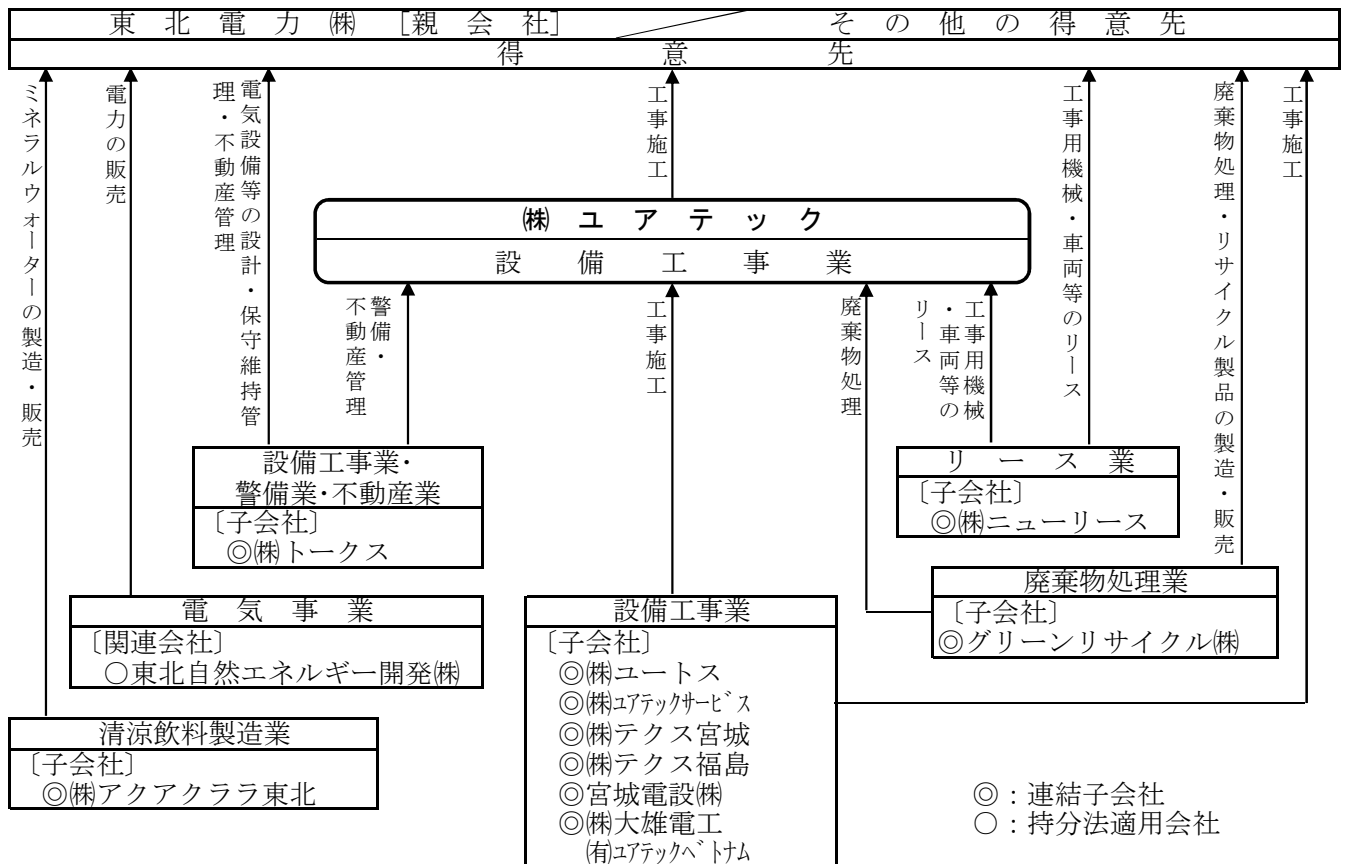 東北電力㈱［親会社］ その他の得意先
得意先
ミネラルウォーターの製造・販売
電力の販売
電気設備等の設計・保守維持管
理・不動産管理
工事施工
工事用機械・車両等のリース
廃棄物処理・リサイクル製品の製造・販売
工事施工
㈱ユアテック
設備工事業
警備・
不動産管理
工事施工
廃棄物処理
工事用機械
・車両等の
リース
設備工事業・
警備業・不動産業
〔子会社〕
◎㈱トークス
リース業
〔子会社〕
◎㈱ニューリース
電気事業
〔関連会社〕
○東北自然エネルギー開発㈱
設備工事業
〔子会社〕
◎㈱ユートス
◎㈱ユアテックサービス
◎㈱テクス宮城
◎㈱テクス福島
◎宮城電設㈱
◎㈱大雄電工
㈲ユアテックベトナム
廃棄物処理業
〔子会社〕
◎グリーンリサイクル㈱
清涼飲料製造業
〔子会社〕
◎㈱アクアクララ東北
◎：連結子会社
○：持分法適用会社